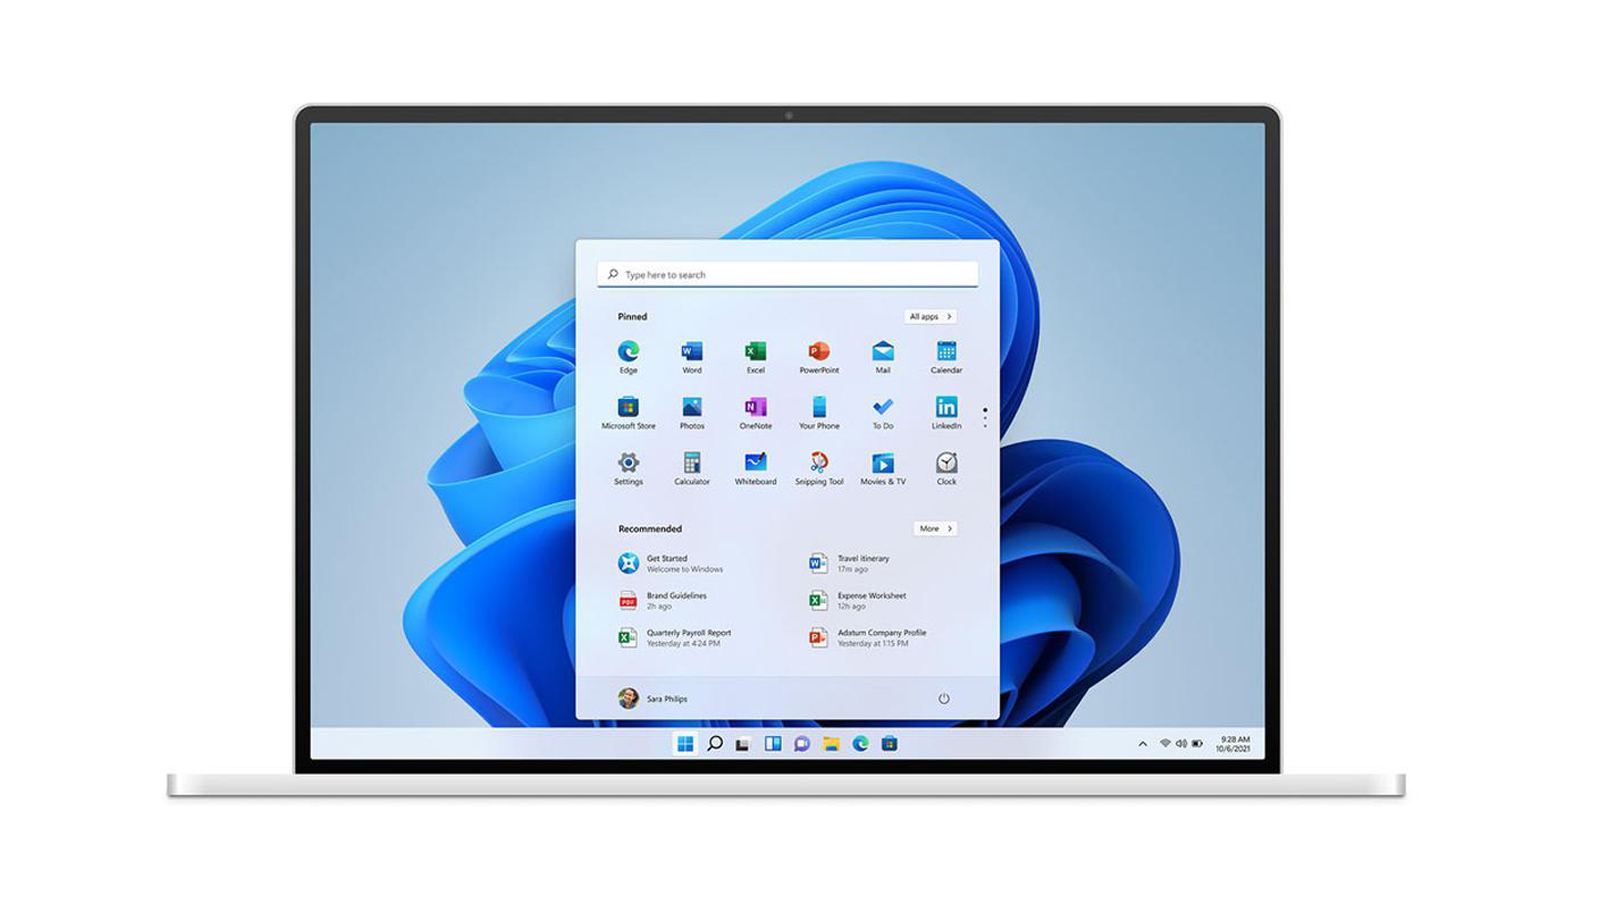 Type here to search
Pinned
All apps
Edge
Word
Excel
PowerPoint
Mail
Calendar
Microsoft Store
Photos
OneNote
Your Phone
To Do
LinkedIn
Settings
Calculator
Whiteboard
Snipping Tool
Movies & TV
Clock
Recommended
More
Get Started
Welcome to Windows
Travel itinerary
17m ago
Brand Guidelines
2h ago
Expense Worksheet
12h ago
Quarterly Payroll Report
Yesterday at 4:24 PM
Adatum Company Profile
Yesterday at 1:15 PM
Sara Philips
9:28 AM
10/6/2021